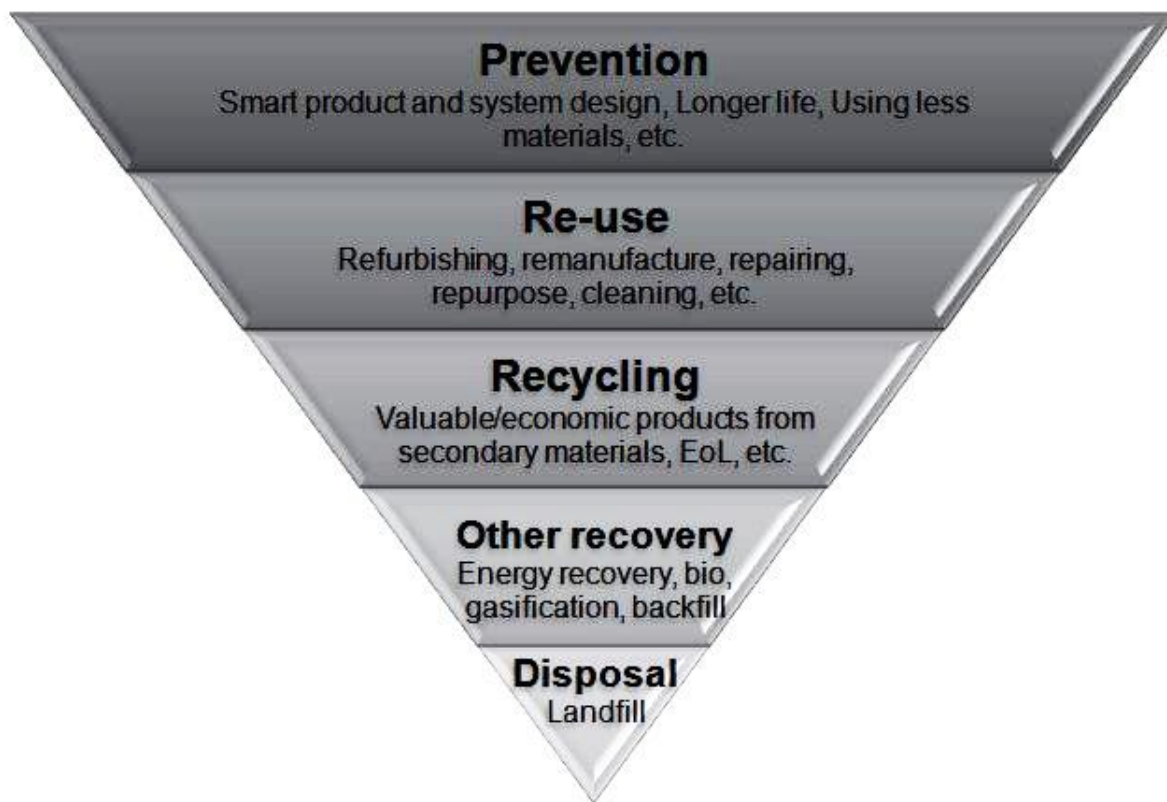 Prevention
Smart product and system design, Longer life, Using less
materials, etc.
Re-use
Refurbishing, remanufacture, repairing,
repurpose, cleaning, etc.
Recycling
Valuable/economic products from
secondary materials, EoL, etc.
Other recovery
Energy recovery, bio,
gasification, backfill
Disposal
Landfill